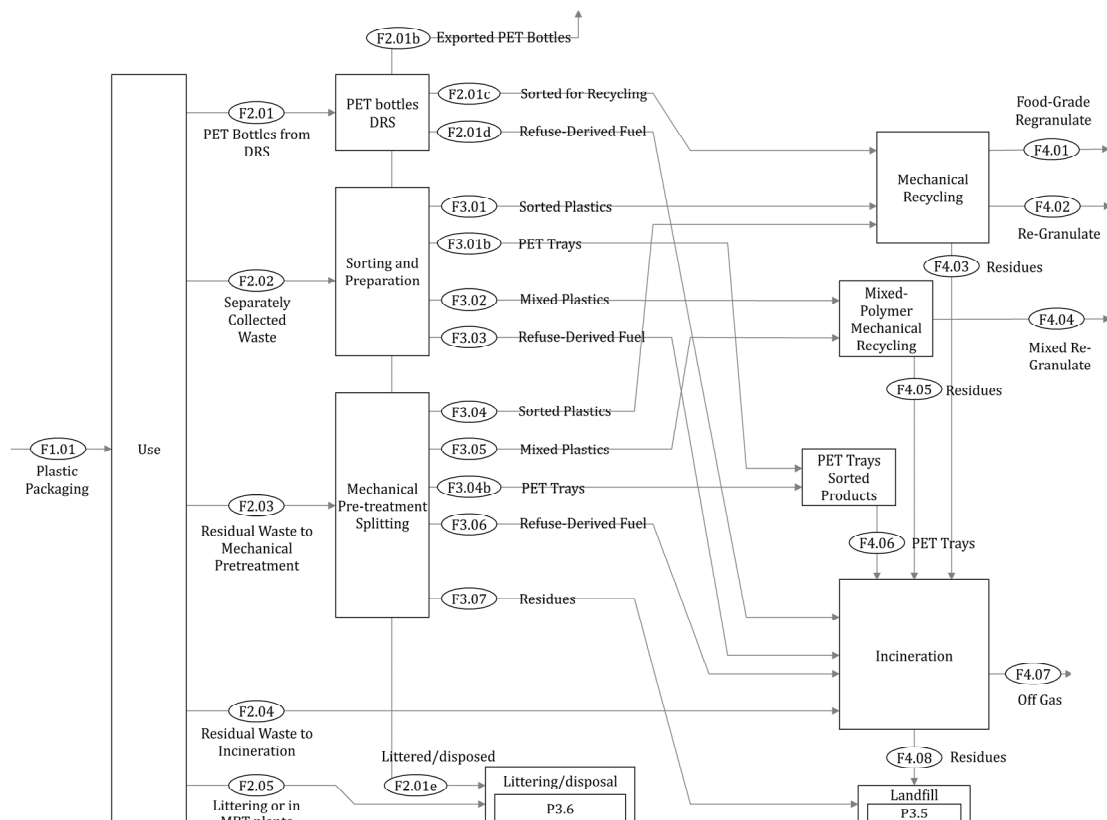 F2.01b Exported PET Bottles
PET bottles
DRS
F2.01c Sorted for Recycling
F2.01d Refuse-Derived Fuel
F2.01
PET Bottles from
DRS
Food-Grade
Regranulate
F4.01
Mechanical
Recycling
F4.02
Re-Granulate
F4.03 Residues
F3.01 Sorted Plastics
F3.01b PET Trays
Sorting and
Preparation
F2.02
Separately
Collected
Waste
F3.02 Mixed Plastics
F3.03 Refuse-Derived Fuel
Mixed-
Polymer
Mechanical
Recycling
F4.04
Mixed Re-
Granulate
F4.05 Residues
F3.04 Sorted Plastics
F3.05 Mixed Plastics
F3.04b PET Trays
F3.06 Refuse-Derived Fuel
F3.07 Residues
F1.01
Plastic
Packaging
Use
Mechanical
Pre-treatment
Splitting
F2.03
Residual Waste to
Mechanical
Pretreatment
PET Trays
Sorted
Products
F4.06 PET Trays
Incineration
F4.07
Off Gas
F2.04
Residual Waste to
Incineration
Littered/disposed
F2.01e
F2.05
Littering or in
MBT plants
Littering/disposal
P3.6
F4.08 Residues
Landfill
P3.5